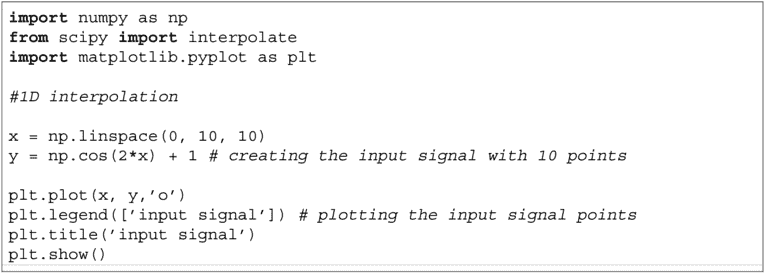 import numpy as np
from scipy import interpolate
import matplotlib.pyplot as plt
#1D interpolation
x = np.linspace(0, 10, 10)
y = np.cos(2*x) + 1 # creating the input signal with 10 points
plt.plot(x, y,’o’)
plt.legend([’input signal’]) # plotting the input signal points
plt.title(’input signal’)
plt.show()